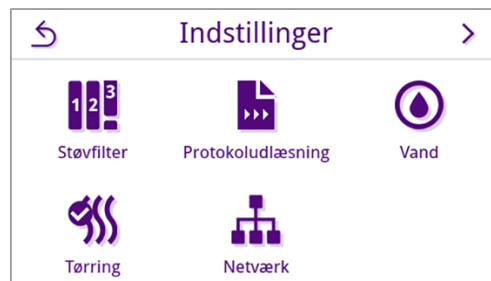 Indstillinger
1 2 3
Støvfilter Protokoludlæsning Vand
Tørring Netværk